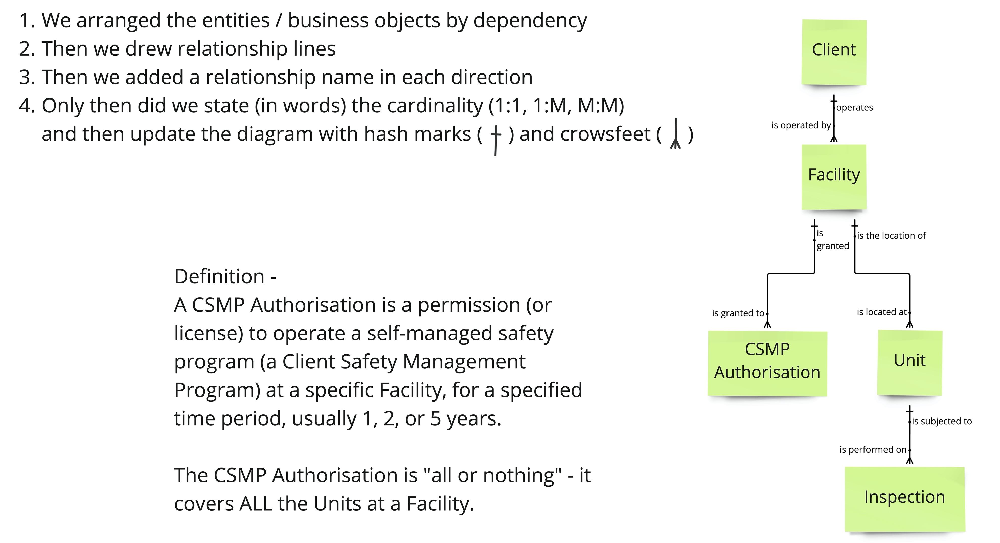 1. We arranged the entities / business objects by dependency
2. Then we drew relationship lines
3. Then we added a relationship name in each direction
4. Only then did we state (in words) the cardinality (1:1, 1:M, M:M)
and then update the diagram with hash marks ( ) and crowsfeet ( )
Definition -
A CSMP Authorisation is a permission (or
license) to operate a self-managed safety
program (a Client Safety Management
Program) at a specific Facility, for a specified
time period, usually 1, 2, or 5 years.
The CSMP Authorisation is "all or nothing" - it
covers ALL the Units at a Facility.
Client
operates
is operated by
Facility
is
granted
is the location of
is granted to
is located at
CSMP
Authorisation
Unit
is subjected to
is performed on
Inspection